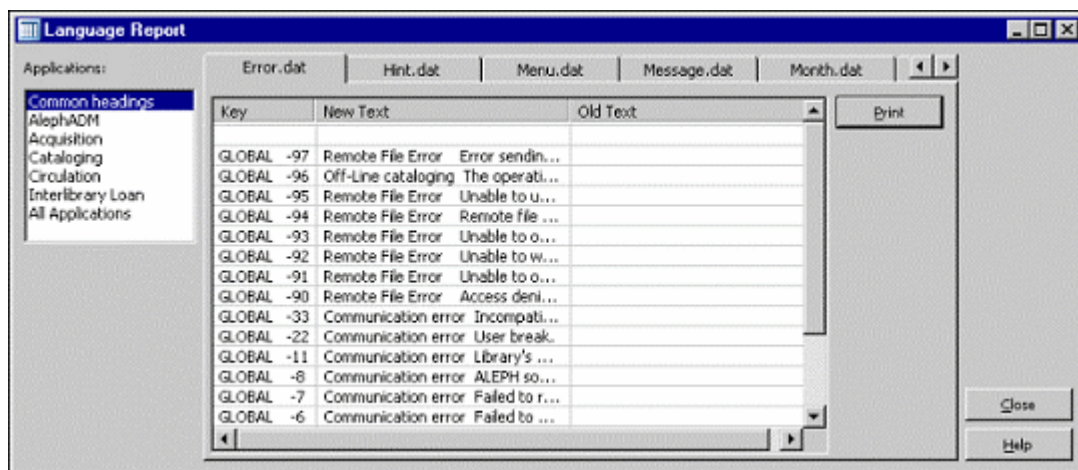 Language Report
Applications:
Common headings
AlephADM
Acquisition
Cataloging
Circulation
Interlibrary Loan
All Applications
Error.dat Hint.dat Menu.dat Message.dat Month.dat
Key New Text Old Text
GLOBAL -97 Remote File Error Error sendin...
GLOBAL -96 Off-Line cataloging The operati...
GLOBAL -95 Remote File Error Unable to u...
GLOBAL -94 Remote File Error Remote file ...
GLOBAL -93 Remote File Error Unable to o...
GLOBAL -92 Remote File Error Unable to w...
GLOBAL -91 Remote File Error Unable to o...
GLOBAL -90 Remote File Error Access deni...
GLOBAL -33 Communication error Incompati...
GLOBAL -22 Communication error User break.
GLOBAL -11 Communication error Library's ...
GLOBAL -8 Communication error ALEPH so...
GLOBAL -7 Communication error Failed to r...
GLOBAL -6 Communication error Failed to ...
Print
Close
Help